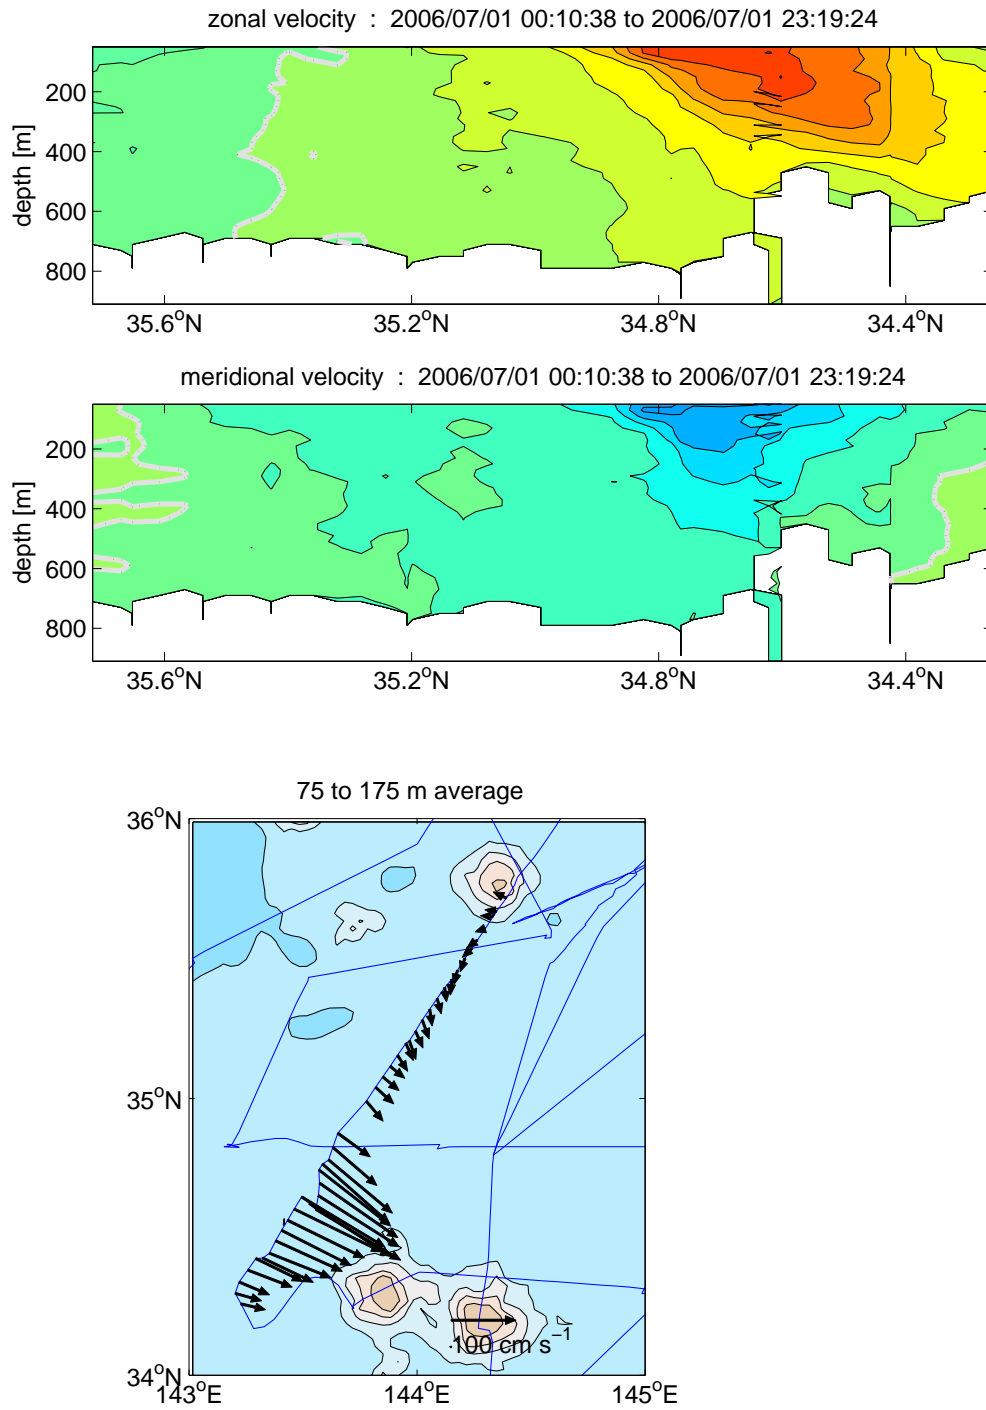 zonal velocity : 2006/07/01 00:10:38 to 2006/07/01 23:19:24
depth [m]
200
400
600
800
35.6°N 35.2°N 34.8°N 34.4°N
meridional velocity : 2006/07/01 00:10:38 to 2006/07/01 23:19:24
depth [m]
200
400
600
800
35.6°N 35.2°N 34.8°N 34.4°N
75 to 175 m average
36°N
35°N
34°N
100 cm s⁻¹
143°E 144°E 145°E